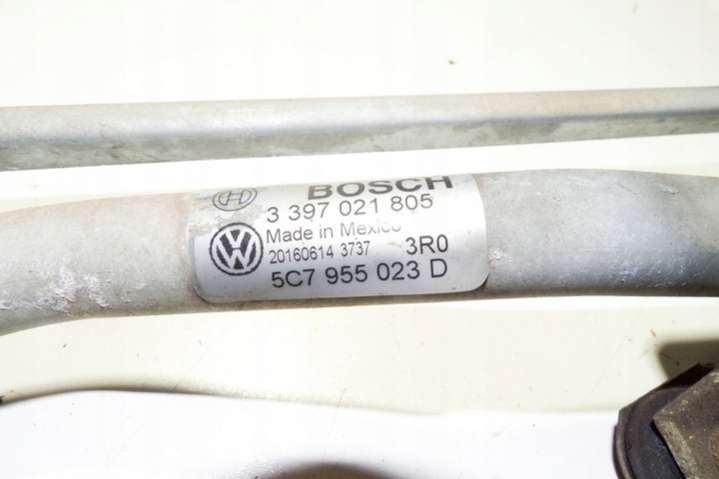 BOSCH
3 397 021 805
Made in Mexico
20160614 3737 3R0
5C7 955 023 D